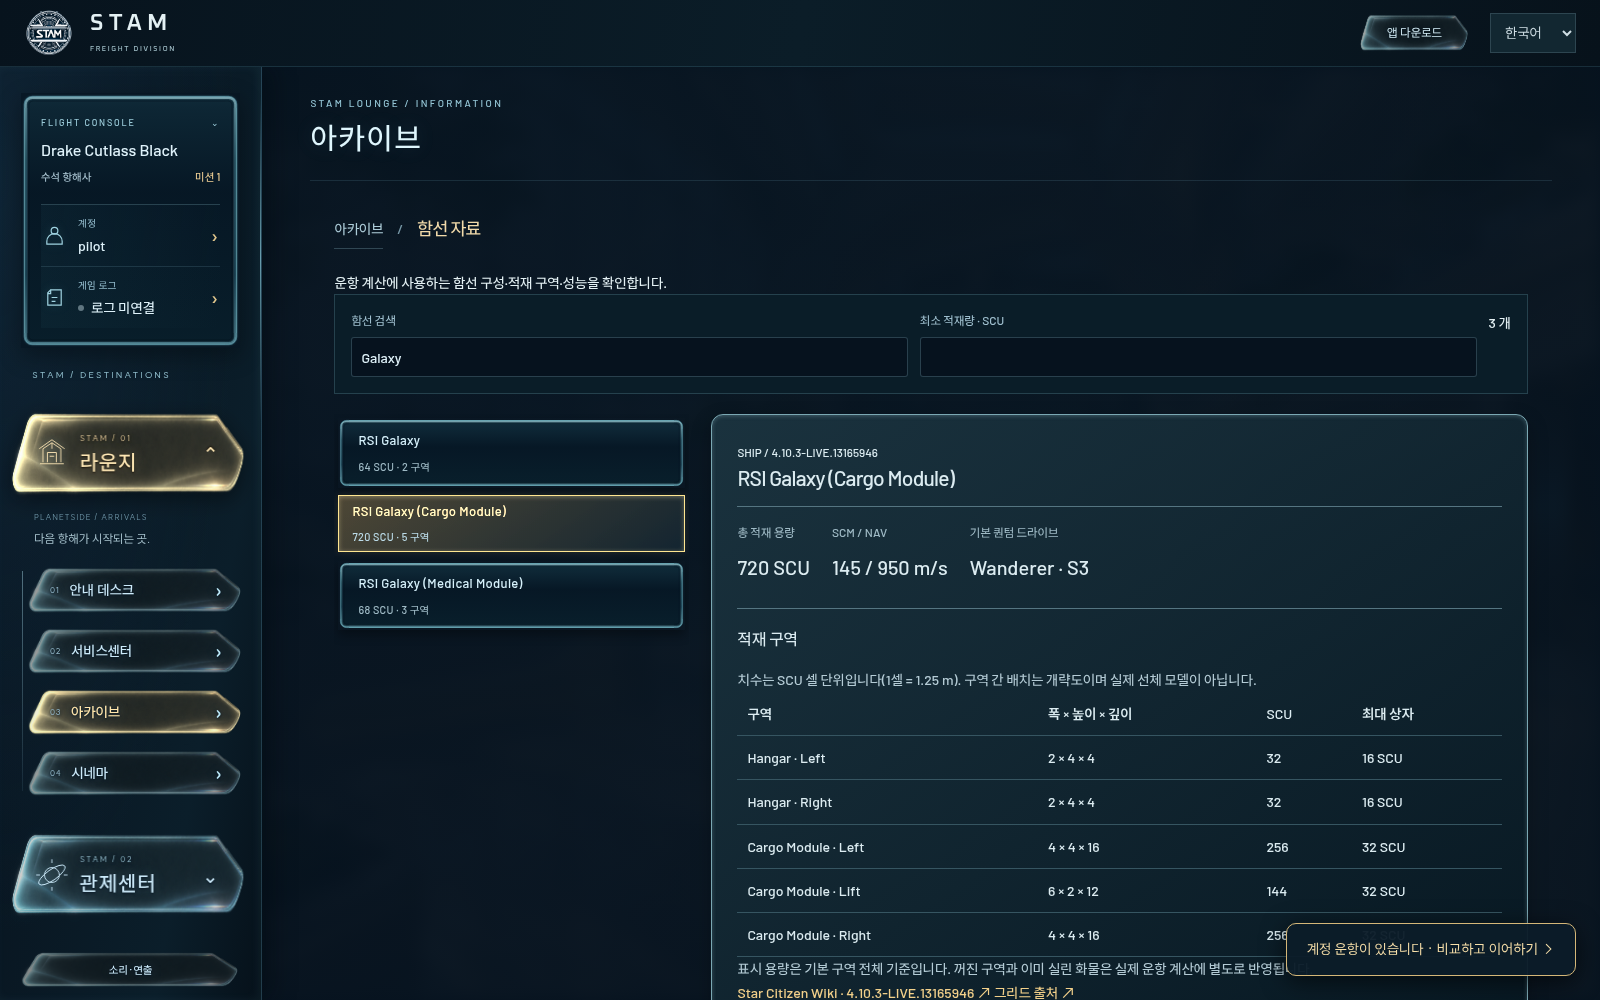 STAM
STAM
FREIGHT DIVISION
앱 다운로드
한국어
FLIGHT CONSOLE
Drake Cutlass Black
수석 항해사
미션 1
계정
pilot
게임 로그
로그 미연결
STAM / DESTINATIONS
STAM / 01
라운지
PLANETSIDE / ARRIVALS
다음 항해가 시작되는 곳.
01 안내 데스크
02 서비스센터
03 아카이브
04 시네마
STAM / 02
관제센터
소리·연출
STAM LOUNGE / INFORMATION
아카이브
아카이브 / 함선 자료
운항 계산에 사용하는 함선 구성·적재 구역·성능을 확인합니다.
함선 검색
최소 적재량 · SCU
3 개
Galaxy
RSI Galaxy
64 SCU · 2 구역
RSI Galaxy (Cargo Module)
720 SCU · 5 구역
RSI Galaxy (Medical Module)
68 SCU · 3 구역
SHIP / 4.10.3-LIVE.13165946
RSI Galaxy (Cargo Module)
총 적재 용량 SCM / NAV 기본 퀀텀 드라이브
720 SCU 145 / 950 m/s Wanderer · S3
적재 구역
치수는 SCU 셀 단위입니다(1셀 = 1.25 m). 구역 간 배치는 개략도이며 실제 선체 모델이 아닙니다.
구역 폭 × 높이 × 깊이 SCU 최대 상자
Hangar · Left 2 × 4 × 4 32 16 SCU
Hangar · Right 2 × 4 × 4 32 16 SCU
Cargo Module · Left 4 × 4 × 16 256 32 SCU
Cargo Module · Lift 6 × 2 × 12 144 32 SCU
Cargo Module · Right 4 × 4 × 16 256
표시 용량은 기본 구역 전체 기준입니다. 꺼진 구역과 이미 실린 화물은 실제 운항 계산에 별도로
Star Citizen Wiki · 4.10.3-LIVE.13165946 ↗ 그리드 출처 ↗
계정 운항이 있습니다 · 비교하고 이어하기